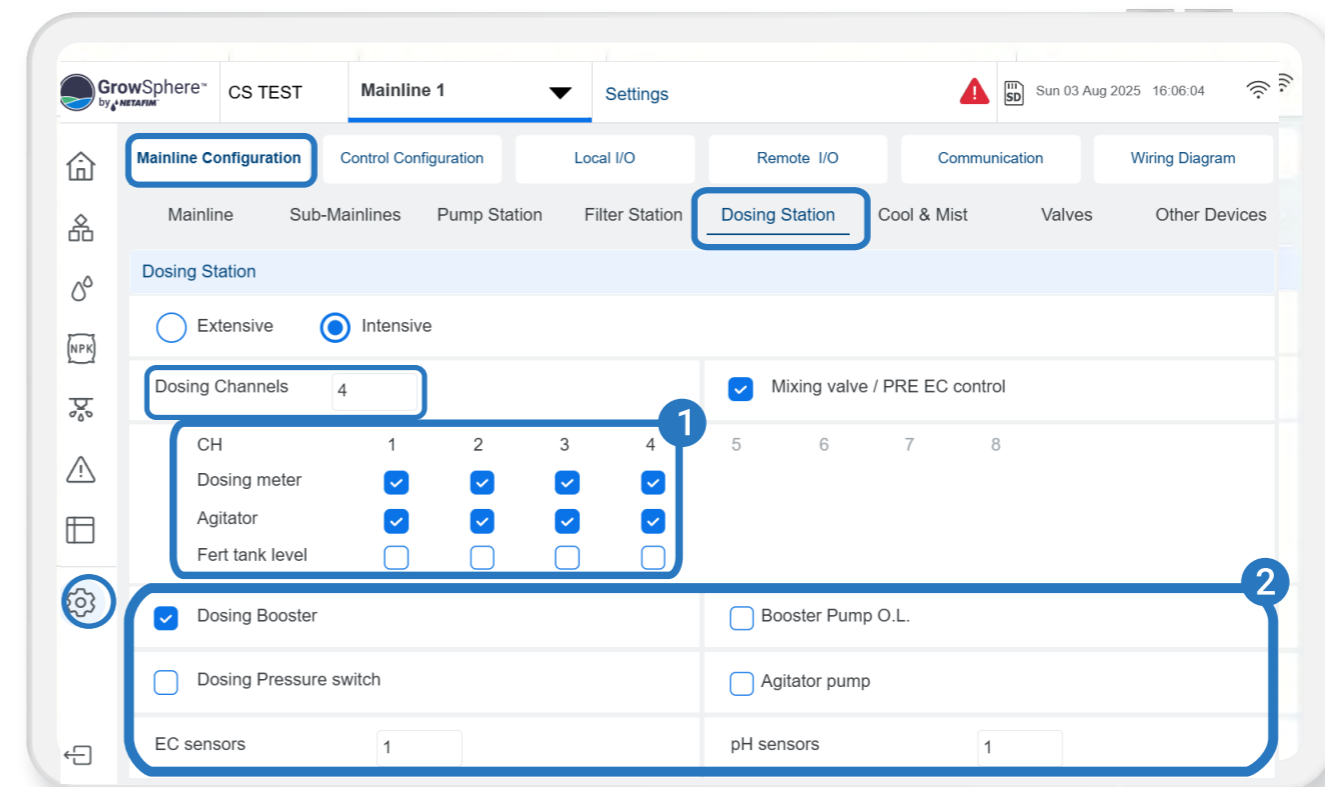 GrowSphere™
by NETAFIM™
CS TEST
Mainline 1
Settings
SD
Sun 03 Aug 2025 16:06:04
Mainline Configuration
Control Configuration
Local I/O
Remote I/O
Communication
Wiring Diagram
Mainline
Sub-Mainlines
Pump Station
Filter Station
Dosing Station
Cool & Mist
Valves
Other Devices
NPK
Dosing Station
Extensive
Intensive
Dosing Channels 4
Mixing valve / PRE EC control
1
CH 1 2 3 4 5 6 7 8
Dosing meter
Agitator
Fert tank level
2
Dosing Booster
Booster Pump O.L.
Dosing Pressure switch
Agitator pump
EC sensors 1
pH sensors 1